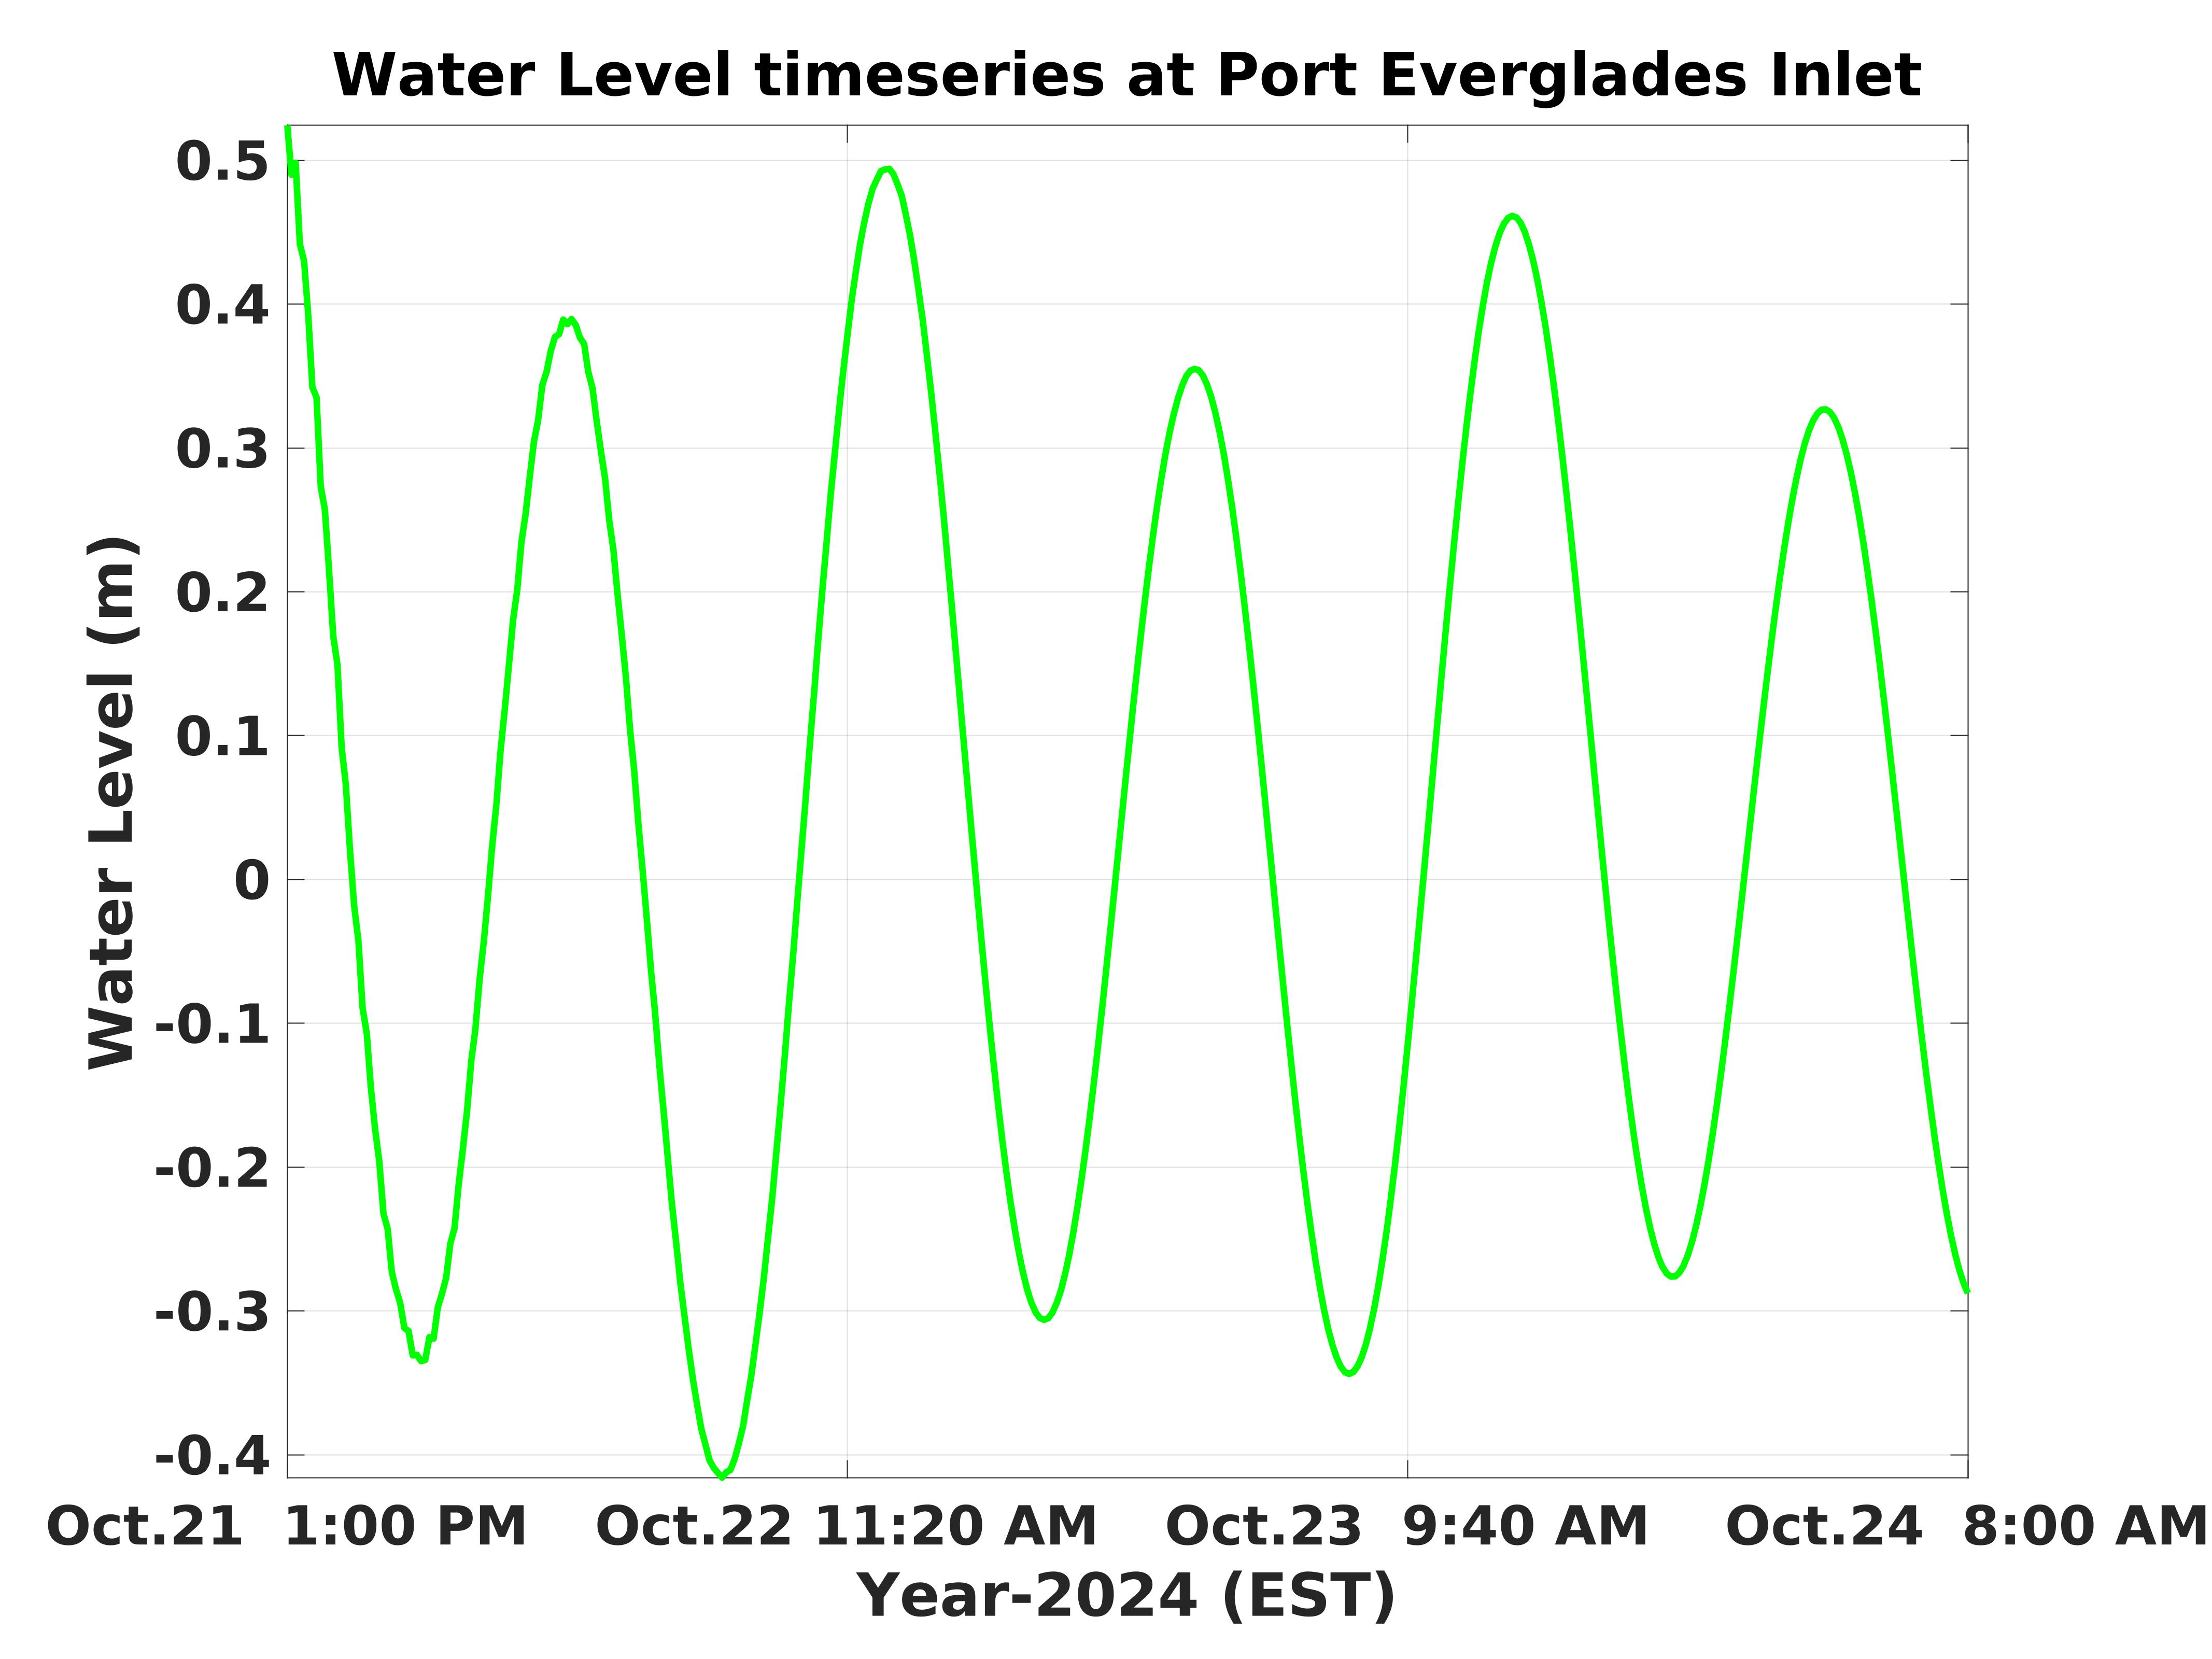 Water Level timeseries at Port Everglades Inlet
0.5
0.4
0.3
0.2
0.1
0
-0.1
-0.2
-0.3
-0.4
Water Level (m)
Oct.21 1:00 PM Oct.22 11:20 AM Oct.23 9:40 AM Oct.24 8:00 AM
Year-2024 (EST)